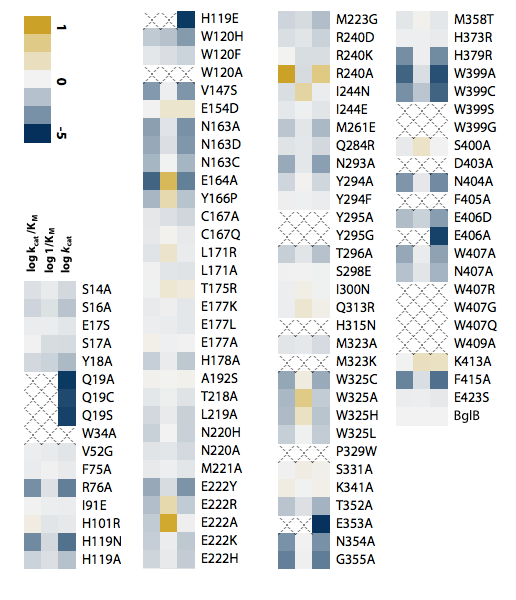 1
0
-5
log kcat/KM
log 1/KM
log kcat
S14A
S16A
E17S
S17A
Y18A
Q19A
Q19C
Q19S
W34A
V52G
F75A
R76A
I91E
H101R
H119N
H119A
H119E
W120H
W120F
W120A
V147S
E154D
N163A
N163D
N163C
E164A
Y166P
C167A
C167Q
L171R
L171A
T175R
E177K
E177L
E177A
H178A
A192S
T218A
L219A
N220H
N220A
M221A
E222Y
E222R
E222A
E222K
E222H
M223G
R240D
R240K
R240A
I244N
I244E
M261E
Q284R
N293A
Y294A
Y294F
Y295A
Y295G
T296A
S298E
I300N
Q313R
H315N
M323A
M323K
W325C
W325A
W325H
W325L
P329W
S331A
K341A
T352A
E353A
N354A
G355A
M358T
H373R
H379R
W399A
W399C
W399S
W399G
S400A
D403A
N404A
F405A
E406D
E406A
W407A
N407A
W407R
W407G
W407Q
W409A
K413A
F415A
E423S
BglB